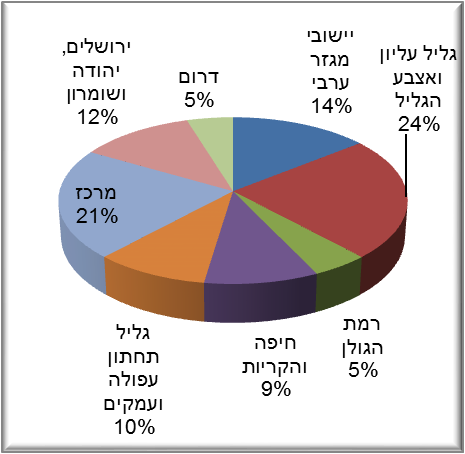 יישובי
מגזר
ערבי
14%
גליל עליון
ואצבע
הגליל
24%
רמת
הגולן
5%
חיפה
והקריות
9%
גליל
תחתון
עפולה
ועמקים
10%
מרכז
21%
ירושלים,
יהודה
ושומרון
12%
דרום
5%